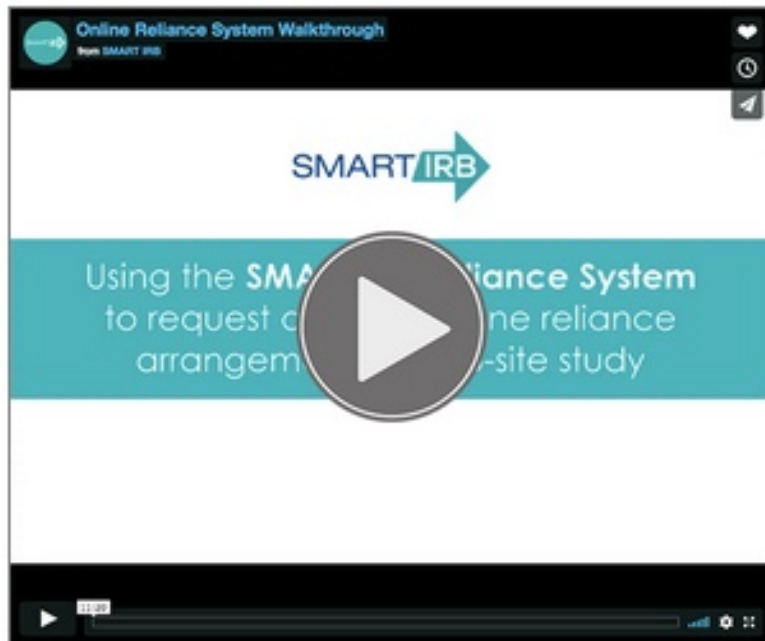 Online Reliance System Walkthrough
from SMART IRB
SMART IRB
Using the SMA liance System
to request ne reliance
arrangem -site study